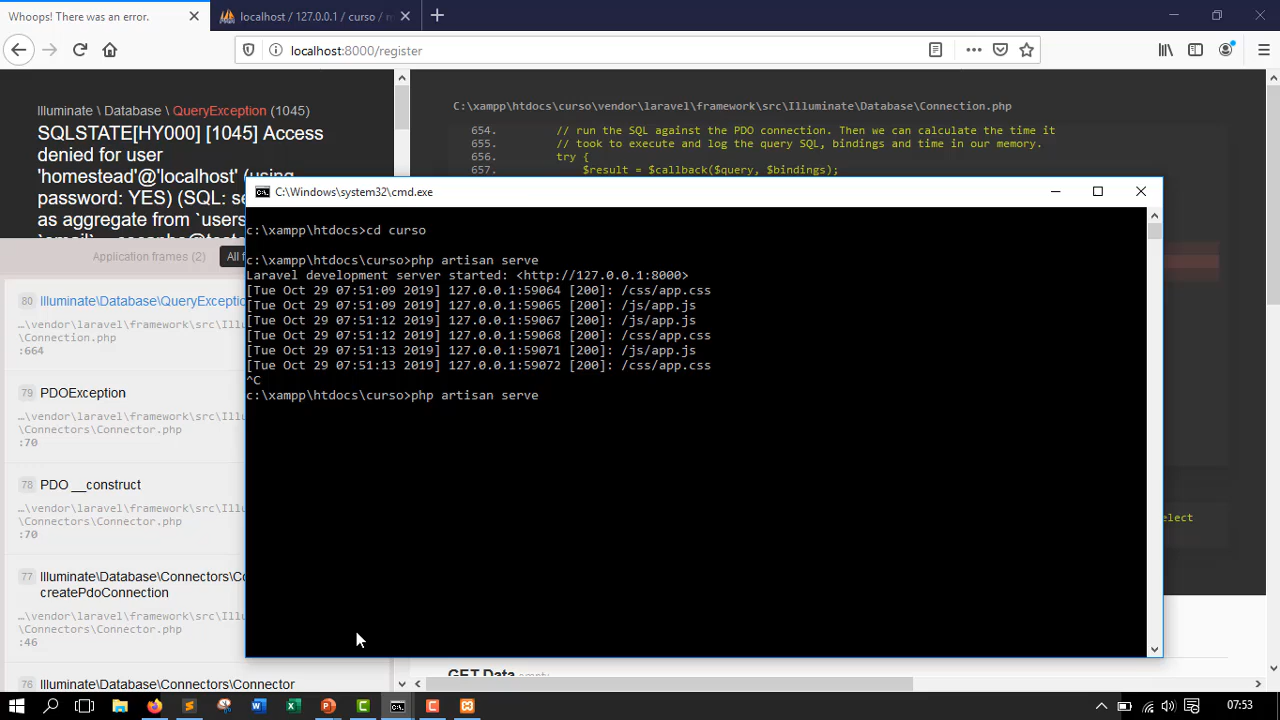 Whoops! There was an error.
localhost / 127.0.0.1 / curso /
localhost:8000/register
Illuminate \ Database \ QueryException (1045)
SQLSTATE[HY000] [1045] Access
denied for user
'homestead'@'localhost' (using
password: YES) (SQL:
as aggregate from `users
Application frames (2)
All
80
Illuminate\Database\QueryExceptio
…\vendor\laravel\framework\src\Illu
\Connection.php
:664
79
PDOException
…\vendor\laravel\framework\src\Illu
\Connectors\Connector.php
:70
78
PDO __construct
…\vendor\laravel\framework\src\Illu
\Connectors\Connector.php
:70
77
Illuminate\Database\Connectors\Co
createPdoConnection
…\vendor\laravel\framework\src\Illu
\Connectors\Connector.php
:46
76
Illuminate\Database\Connectors\Connector
C:\xampp\htdocs\curso\vendor\laravel\framework\src\Illuminate\Database\Connection.php
654. // run the SQL against the PDO connection. Then we can calculate the time it
655. // took to execute and log the query SQL, bindings and time in our memory.
656. try {
657. $result = $callback($query, $bindings);
C:\Windows\system32\cmd.exe
c:\xampp\htdocs>cd curso
c:\xampp\htdocs\curso>php artisan serve
Laravel development server started: <http://127.0.0.1:8000>
[Tue Oct 29 07:51:09 2019] 127.0.0.1:59064 [200]: /css/app.css
[Tue Oct 29 07:51:09 2019] 127.0.0.1:59065 [200]: /js/app.js
[Tue Oct 29 07:51:12 2019] 127.0.0.1:59067 [200]: /js/app.js
[Tue Oct 29 07:51:12 2019] 127.0.0.1:59068 [200]: /css/app.css
[Tue Oct 29 07:51:13 2019] 127.0.0.1:59071 [200]: /js/app.js
[Tue Oct 29 07:51:13 2019] 127.0.0.1:59072 [200]: /css/app.css
^C
c:\xampp\htdocs\curso>php artisan serve
elect
GET Data empty
07:53